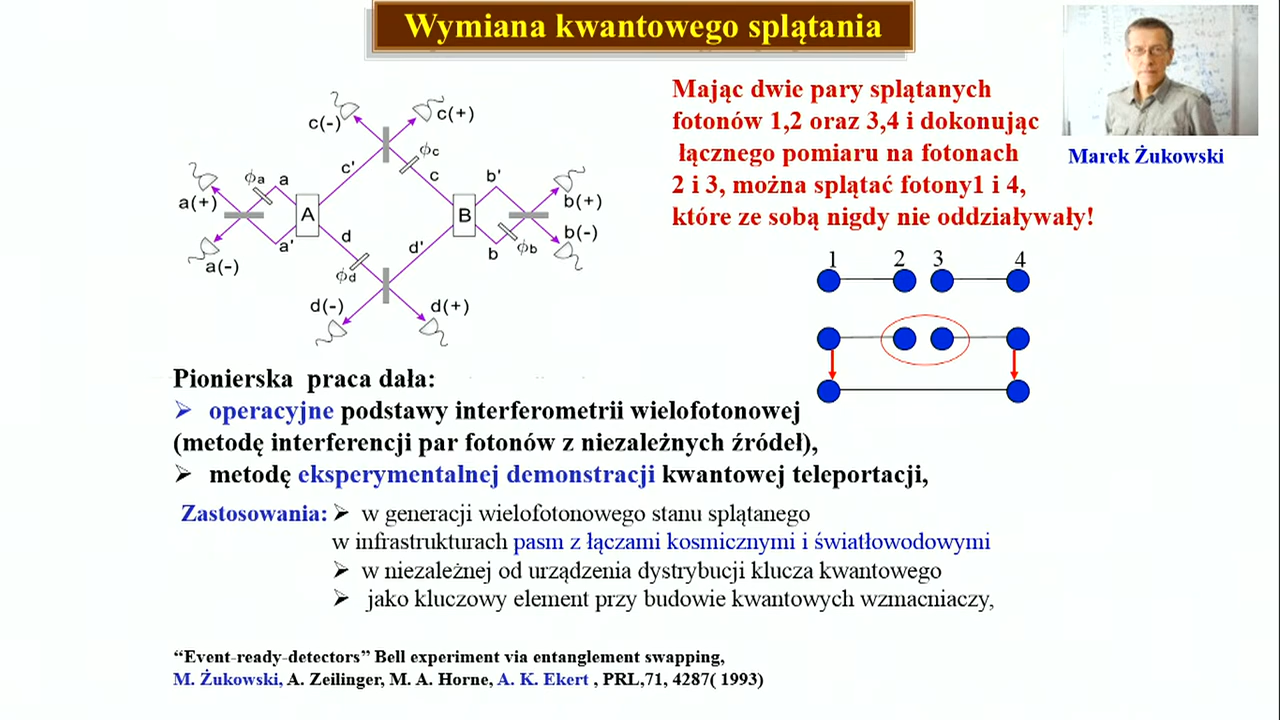 Wymiana kwantowego splątania
Mając dwie pary splątanych
fotonów 1,2 oraz 3,4 i dokonując
łącznego pomiaru na fotonach
2 i 3, można splątać fotony1 i 4,
które ze sobą nigdy nie oddziaływały!
Marek Żukowski
c(-)
c(+)
ϕc
c'
c
ϕa
a
b'
a(+)
A
B
b(+)
b(-)
a'
d
d'
b
ϕb
a(-)
ϕd
d(-)
d(+)
1 2 3 4
Pionierska praca dała:
➢ operacyjne podstawy interferometrii wielofotonowej
(metodę interferencji par fotonów z niezależnych źródeł),
➢ metodę eksperymentalnej demonstracji kwantowej teleportacji,
Zastosowania: ➢ w generacji wielofotonowego stanu splątanego
w infrastrukturach pasm z łączami kosmicznymi i światłowodowymi
➢ w niezależnej od urządzenia dystrybucji klucza kwantowego
➢ jako kluczowy element przy budowie kwantowych wzmacniaczy,
“Event-ready-detectors” Bell experiment via entanglement swapping,
M. Żukowski, A. Zeilinger, M. A. Horne, A. K. Ekert , PRL,71, 4287( 1993)